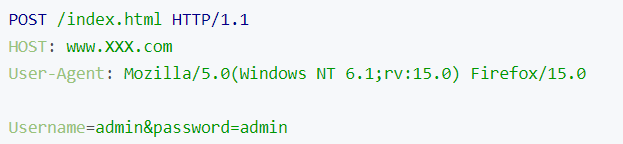 POST /index.html HTTP/1.1
HOST: www.XXX.com
User-Agent: Mozilla/5.0(Windows NT 6.1;rv:15.0) Firefox/15.0
Username=admin&password=admin